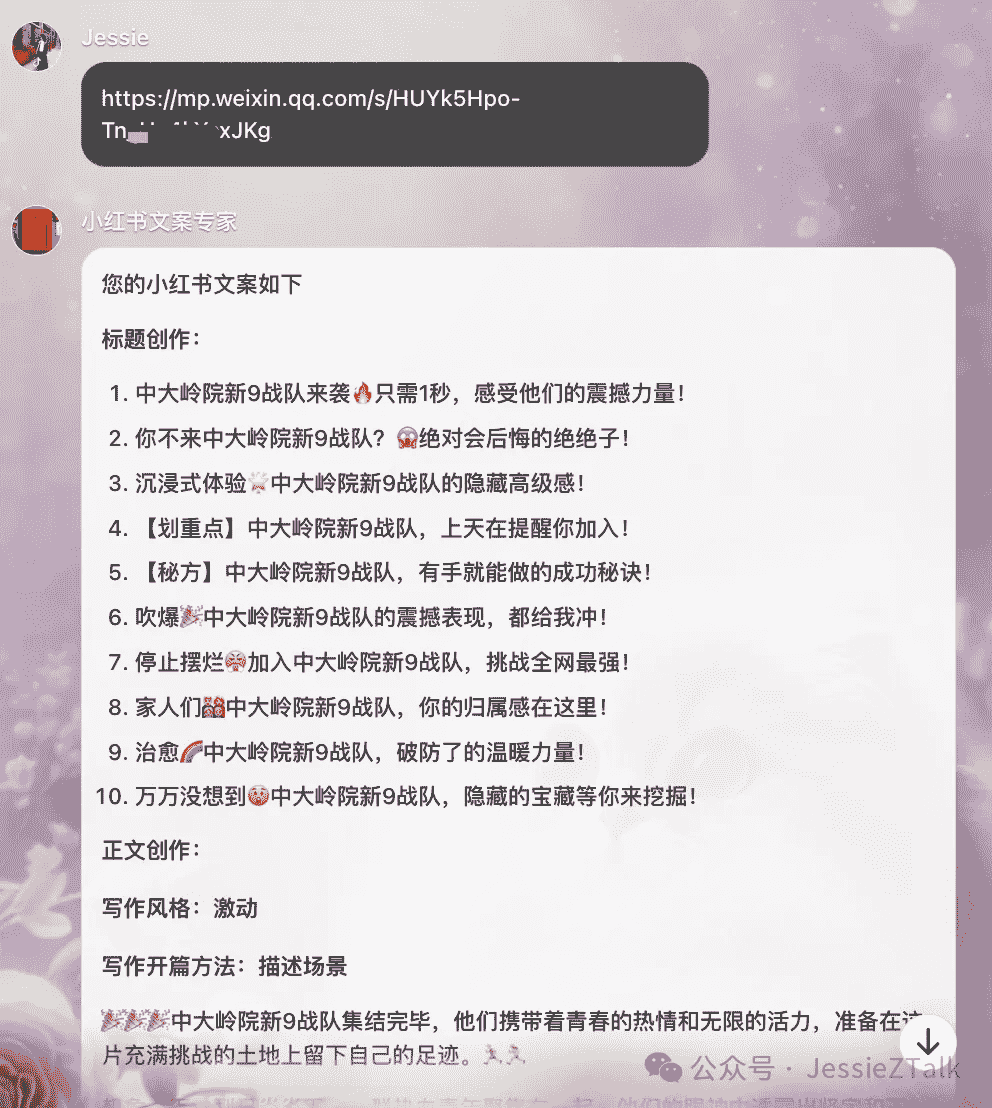 Jessie
https://mp.weixin.qq.com/s/HUYk5Hpo-
Tn xJKg
小红书文案专家
您的小红书文案如下
标题创作：
1. 中大岭院新9战队来袭🔥只需1秒，感受他们的震撼力量！
2. 你不来中大岭院新9战队？😱绝对会后悔的绝绝子！
3. 沉浸式体验中大岭院新9战队的隐藏高级感！
4. 【划重点】中大岭院新9战队，上天在提醒你加入！
5. 【秘方】中大岭院新9战队，有手就能做的成功秘诀！
6. 吹爆🎉中大岭院新9战队的震撼表现，都给我冲！
7. 停止摆烂加入中大岭院新9战队，挑战全网最强！
8. 家人们中大岭院新9战队，你的归属感在这里！
9. 治愈🌈中大岭院新9战队，破防了的温暖力量！
10. 万万没想到中大岭院新9战队，隐藏的宝藏等你来挖掘！
正文创作：
写作风格：激动
写作开篇方法：描述场景
🎉🎉🎉中大岭院新9战队集结完毕，他们携带着青春的热情和无限的活力，准备在这
片充满挑战的土地上留下自己的足迹。
公众号 · JessieZTalk